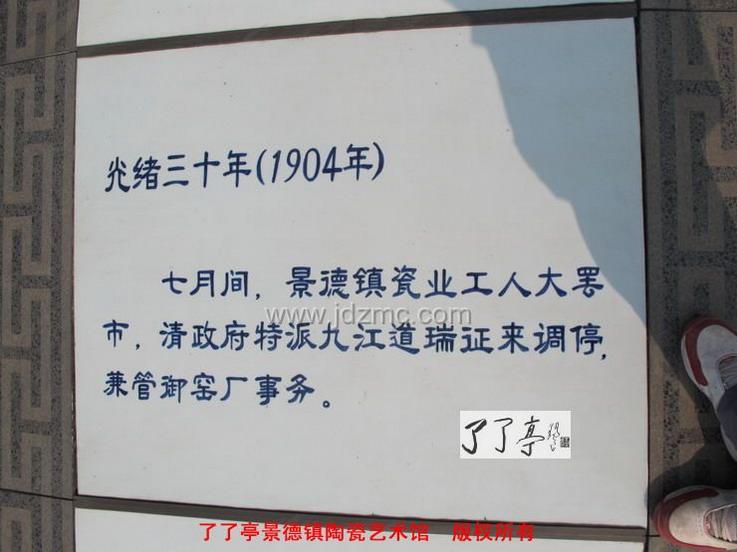 光绪三十年(1904年)
七月间，景德镇瓷业工人大罢
市，清政府特派九江道瑞征来调停，
兼管御窑厂事务。
www.jdzmc.com
了了亭
了了亭景德镇陶瓷艺术馆 版权所有